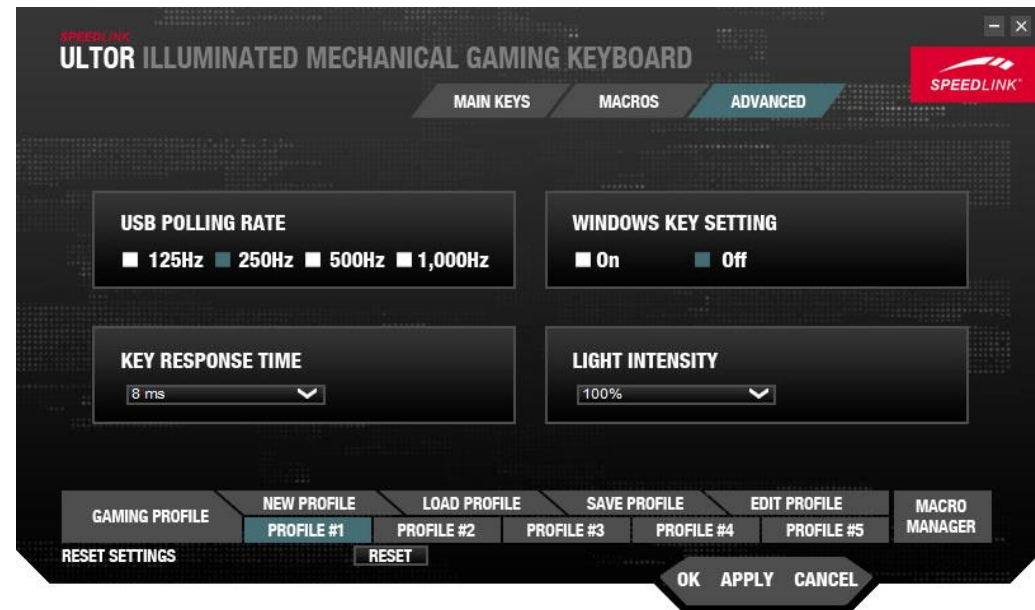 SPEEDLINK
ULTOR ILLUMINATED MECHANICAL GAMING KEYBOARD
SPEEDLINK
MAIN KEYS MACROS ADVANCED
USB POLLING RATE
125Hz 250Hz 500Hz 1,000Hz
WINDOWS KEY SETTING
On Off
KEY RESPONSE TIME
8 ms
LIGHT INTENSITY
100%
GAMING PROFILE
NEW PROFILE LOAD PROFILE SAVE PROFILE EDIT PROFILE
PROFILE #1 PROFILE #2 PROFILE #3 PROFILE #4 PROFILE #5
MACRO
MANAGER
RESET SETTINGS RESET
OK APPLY CANCEL